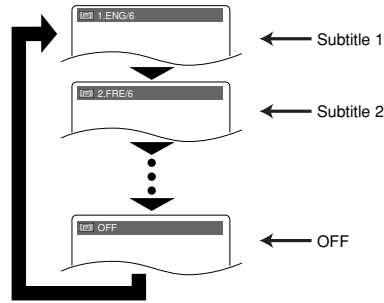 1.ENG/6
Subtitle 1
2.FRE/6
Subtitle 2
OFF
OFF